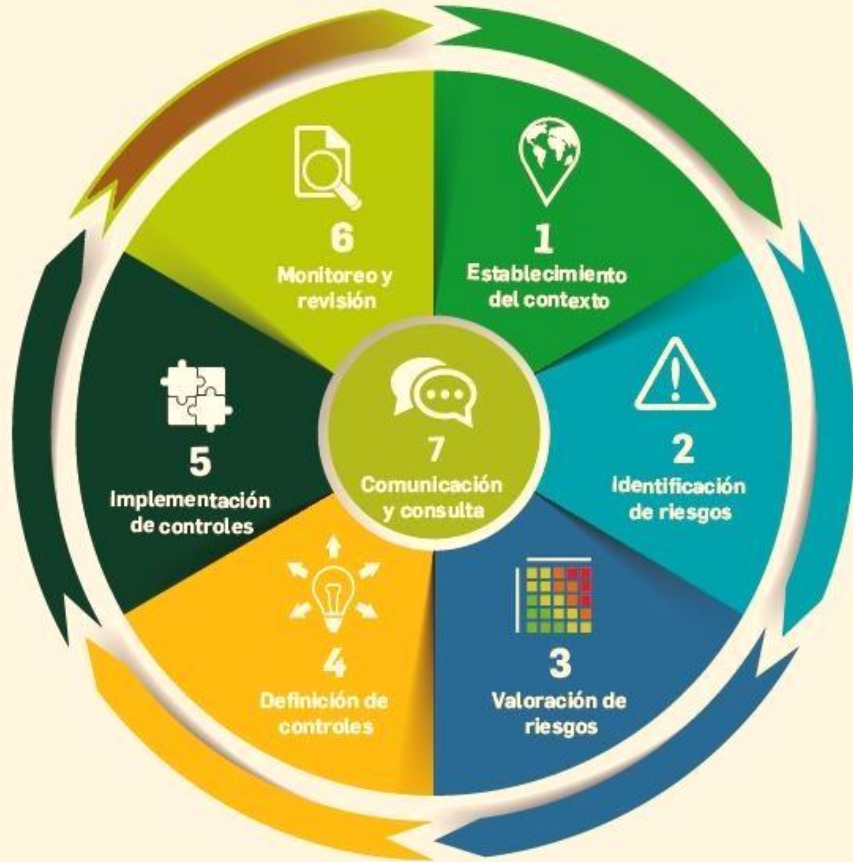 1
Establecimiento
del contexto
2
Identificación
de riesgos
3
Valoración de
riesgos
4
Definición de
controles
5
Implementación
de controles
6
Monitoreo y
revisión
7
Comunicación
y consulta